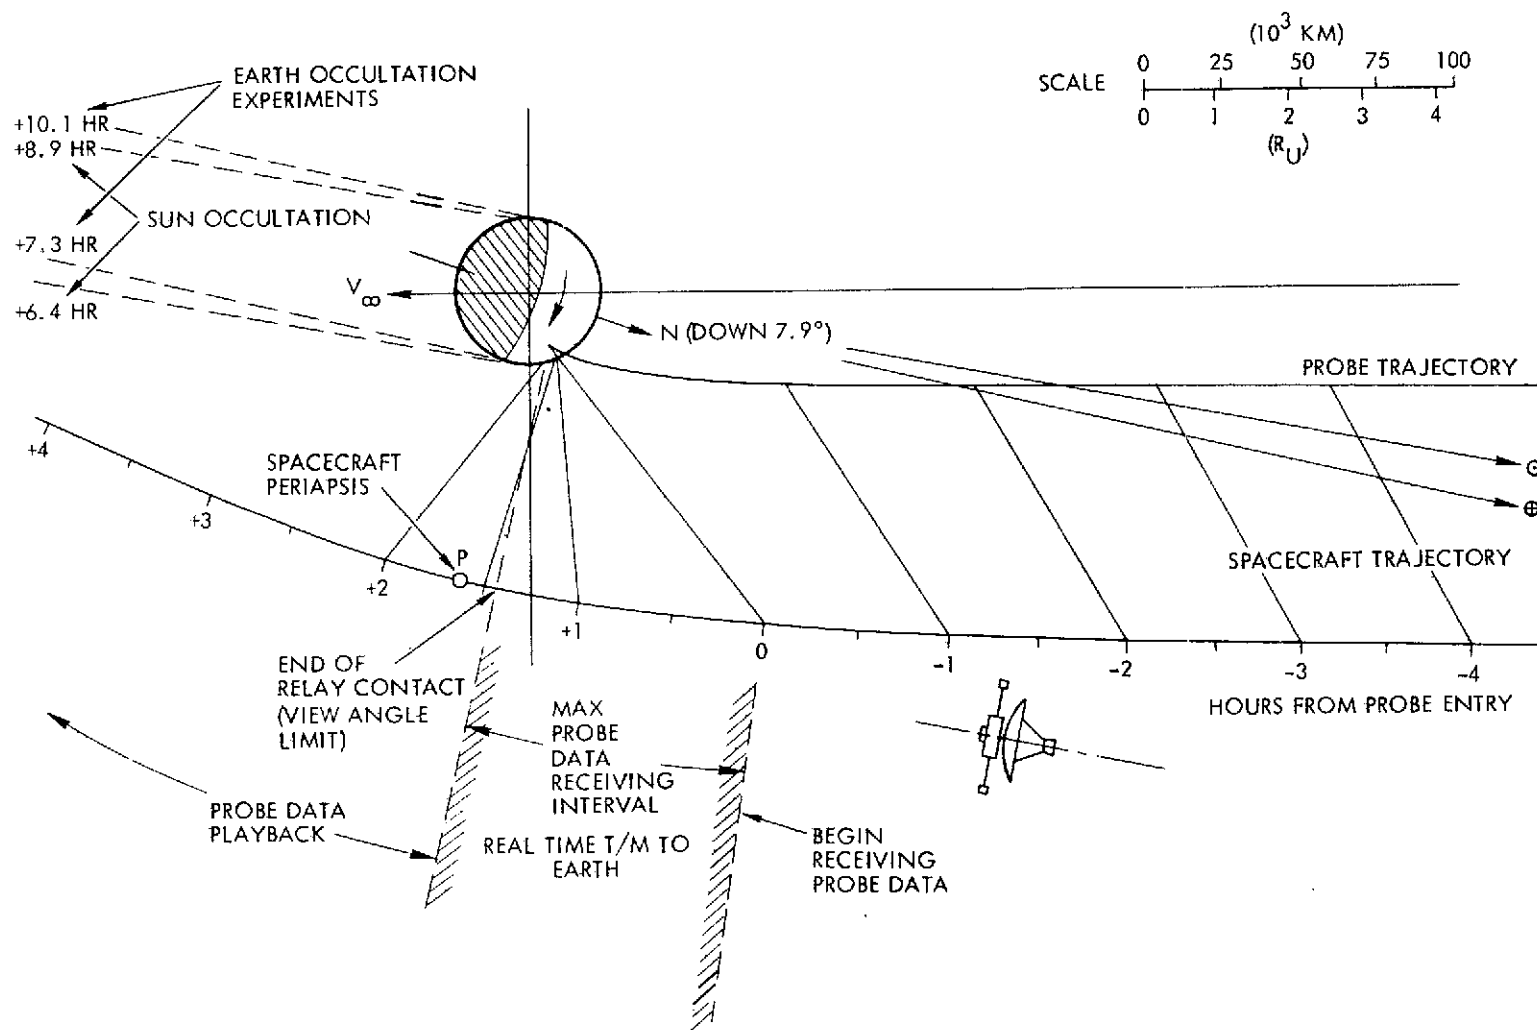 (10³ KM)
0 25 50 75 100
SCALE
0 1 2 3 4
(R_U)
EARTH OCCULTATION
EXPERIMENTS
+10.1 HR
+8.9 HR
SUN OCCULTATION
+7.3 HR
+6.4 HR
V∞
N (DOWN 7.9°)
PROBE TRAJECTORY
SPACECRAFT
PERIAPSIS
P
SPACECRAFT TRAJECTORY
+4
+3
+2
+1
0
-1
-2
-3
-4
HOURS FROM PROBE ENTRY
END OF
RELAY CONTACT
(VIEW ANGLE
LIMIT)
MAX
PROBE
DATA
RECEIVING
INTERVAL
PROBE DATA
PLAYBACK
REAL TIME T/M TO
EARTH
BEGIN
RECEIVING
PROBE DATA